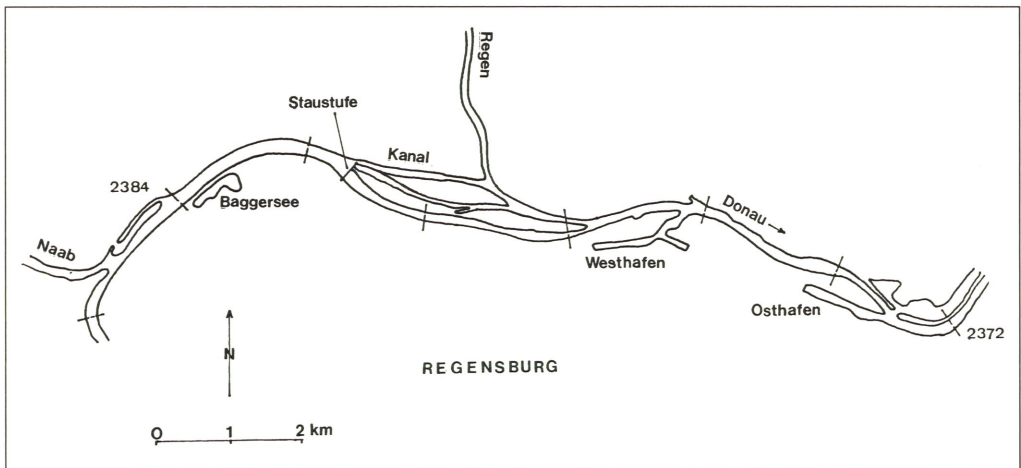 Regen
Staustufe
Kanal
2384
Baggersee
Naab
Donau
Westhafen
Osthafen
2372
N
REGENSBURG
0 1 2 km